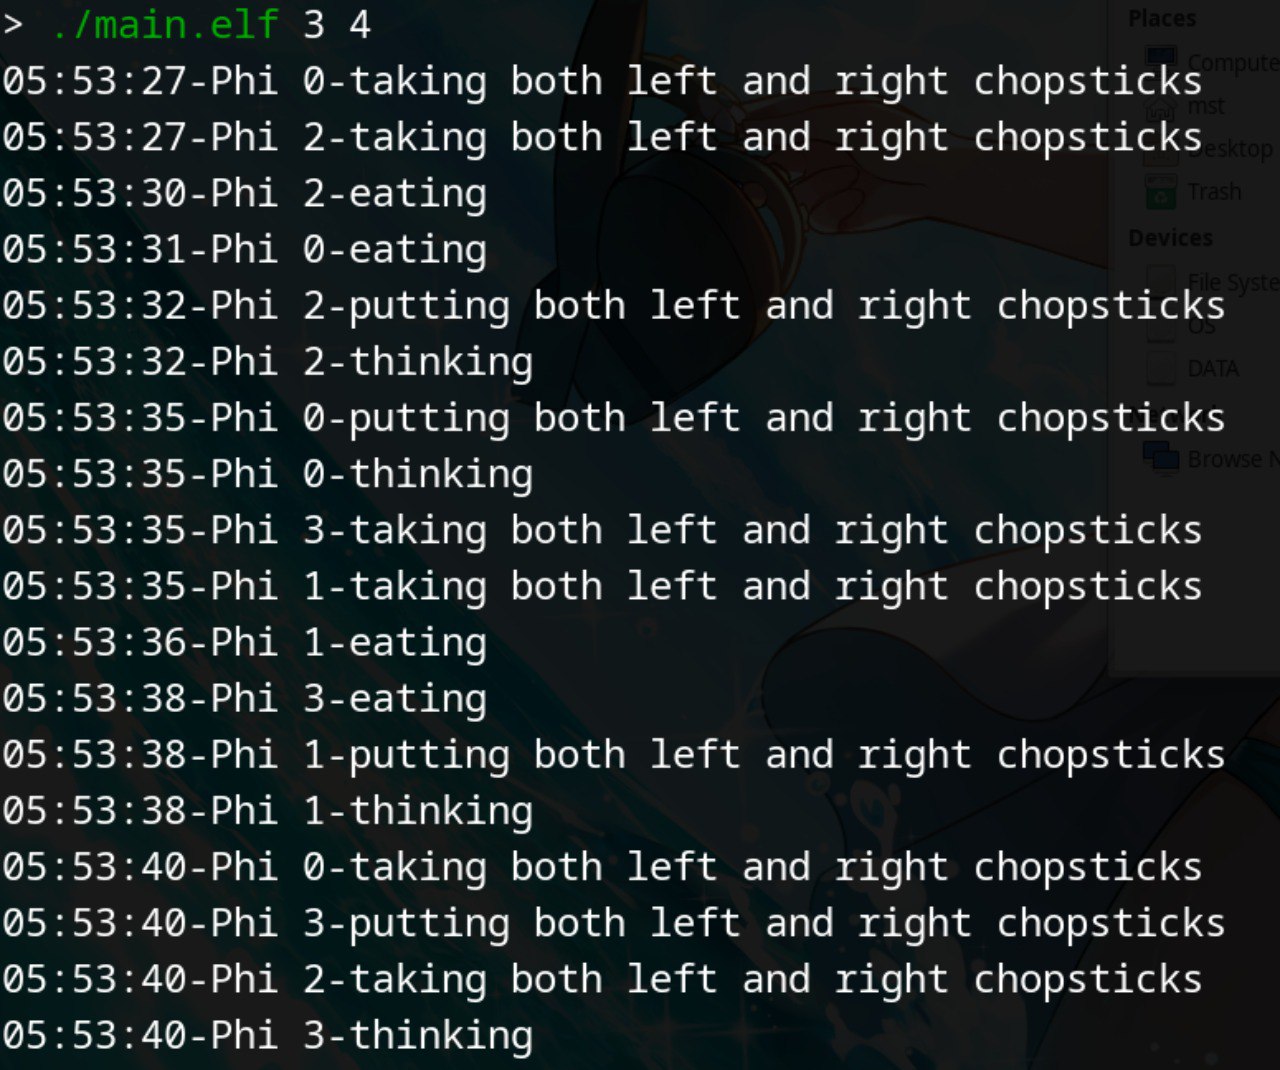 > ./main.elf 3 4
05:53:27-Phi 0-taking both left and right chopsticks
05:53:27-Phi 2-taking both left and right chopsticks
05:53:30-Phi 2-eating
05:53:31-Phi 0-eating
05:53:32-Phi 2-putting both left and right chopsticks
05:53:32-Phi 2-thinking
05:53:35-Phi 0-putting both left and right chopsticks
05:53:35-Phi 0-thinking
05:53:35-Phi 3-taking both left and right chopsticks
05:53:35-Phi 1-taking both left and right chopsticks
05:53:36-Phi 1-eating
05:53:38-Phi 3-eating
05:53:38-Phi 1-putting both left and right chopsticks
05:53:38-Phi 1-thinking
05:53:40-Phi 0-taking both left and right chopsticks
05:53:40-Phi 3-putting both left and right chopsticks
05:53:40-Phi 2-taking both left and right chopsticks
05:53:40-Phi 3-thinking
Places
Compute
mst
Desktop
Trash
Devices
File Syste
OS
DATA
Browse N